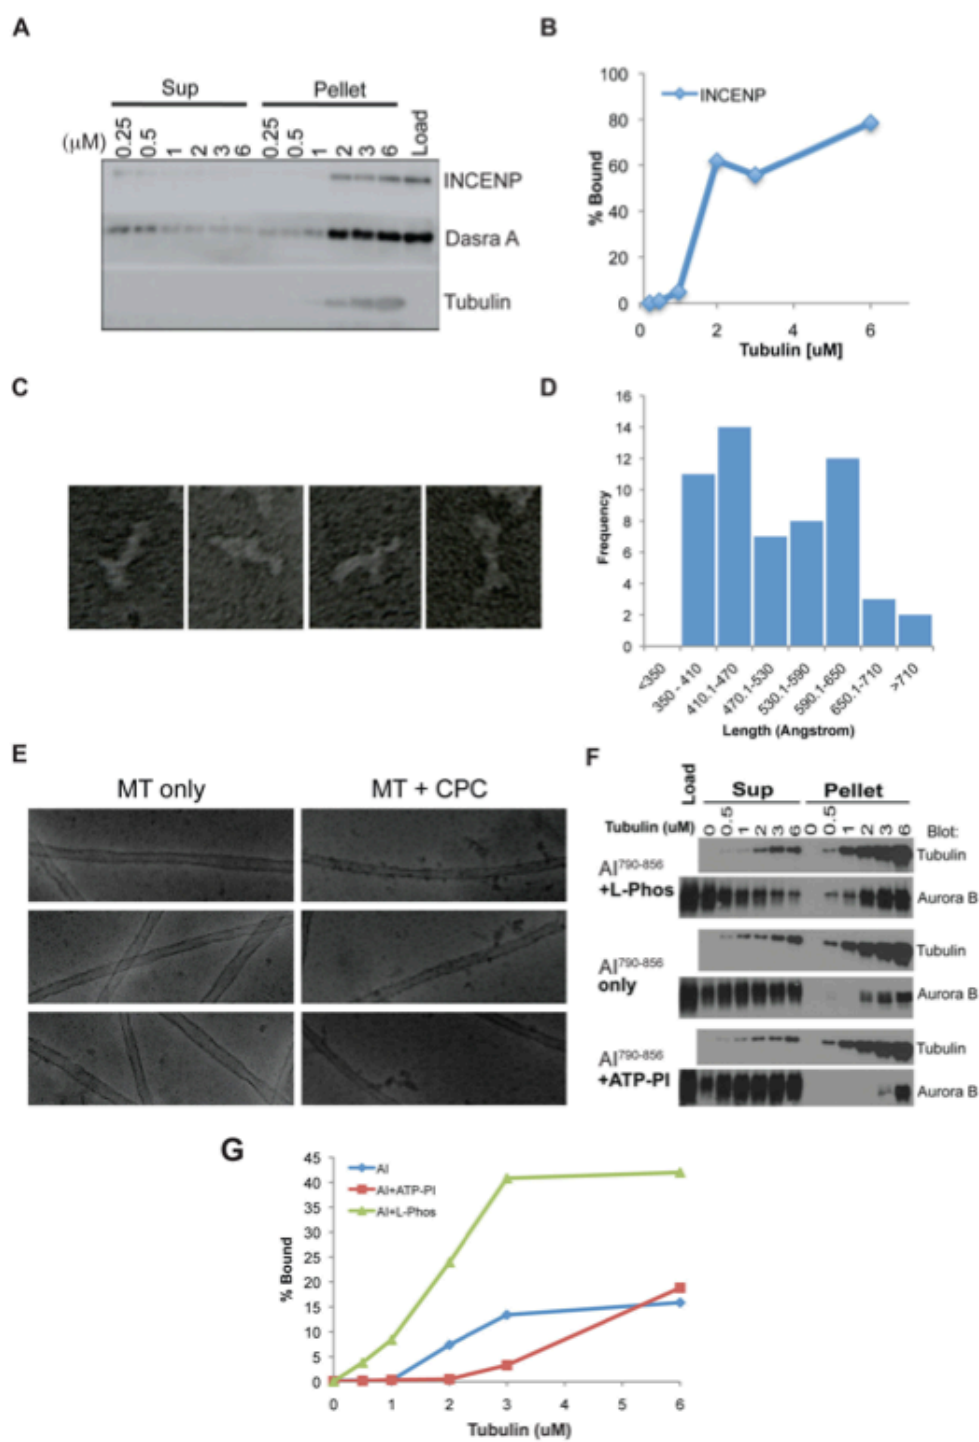 A
Sup
Pellet
(μM)
0.25
0.5
1
2
3
6
0.25
0.5
1
2
3
6
Load
INCENP
Dasra A
Tubulin
B
100
80
60
40
20
0
% Bound
INCENP
0
2
4
6
Tubulin [uM]
C
D
16
14
12
10
8
6
4
2
0
Frequency
<350
350 - 410
410.1-470
470.1-530
530.1-590
590.1-650
650.1-710
>710
Length (Angstrom)
E
MT only
MT + CPC
F
Load
Sup
Pellet
Tubulin (uM)
0
0.5
1
2
3
6
0
0.5
1
2
3
6
Blot:
AI790-856
+L-Phos
Tubulin
Aurora B
AI790-856
only
Tubulin
Aurora B
AI790-856
+ATP-PI
Tubulin
Aurora B
G
45
40
35
30
25
20
15
10
5
0
% Bound
AI
AI+ATP-PI
AI+L-Phos
0
1
2
3
4
5
6
Tubulin (uM)